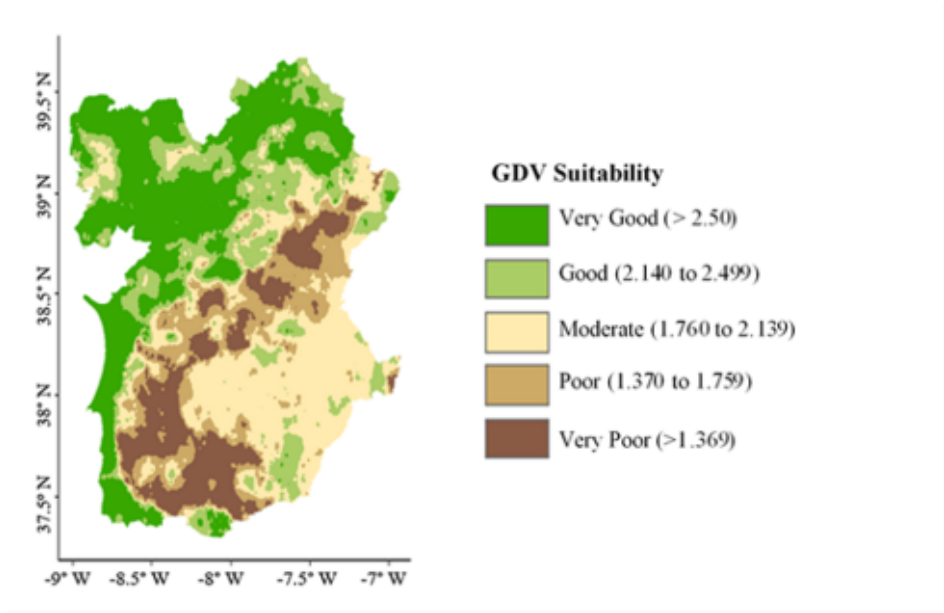 39.5° N
39° N
38.5° N
38° N
37.5° N
-9° W
-8.5° W
-8° W
-7.5° W
-7° W
GDV Suitability
Very Good (> 2.50)
Good (2.140 to 2.499)
Moderate (1.760 to 2.139)
Poor (1.370 to 1.759)
Very Poor (>1.369)